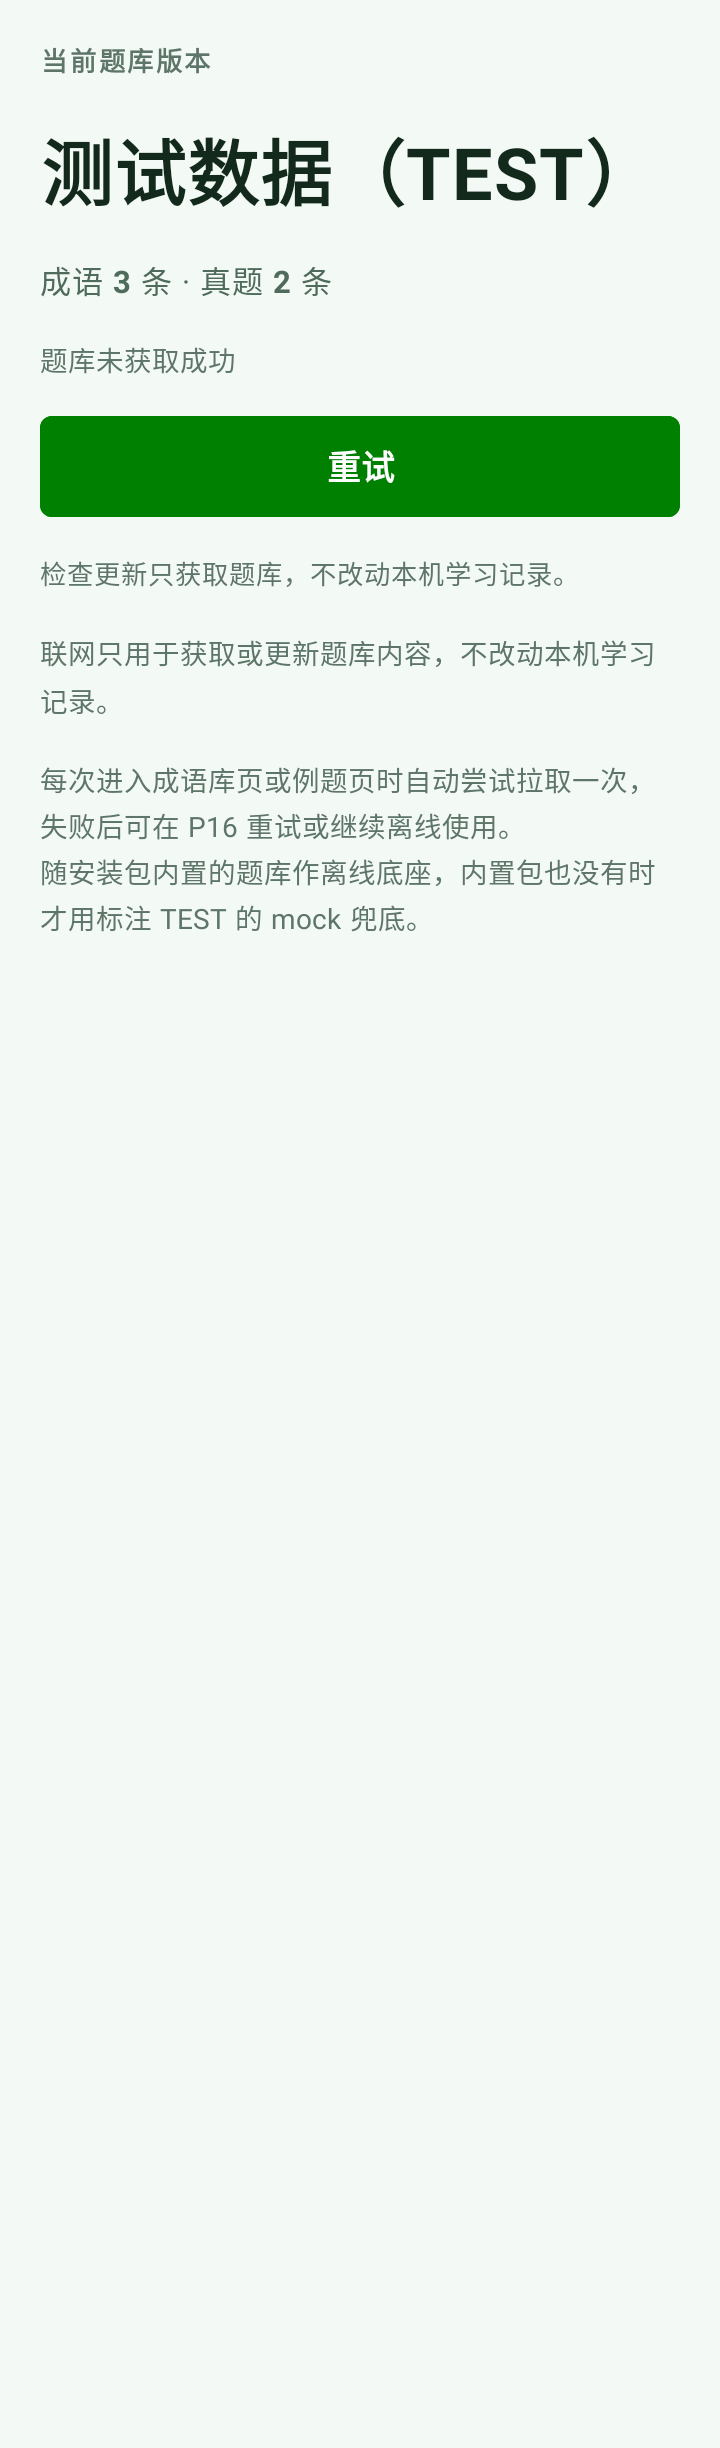 当前题库版本
测试数据（TEST）
成语 3 条 · 真题 2 条
题库未获取成功
重试
检查更新只获取题库，不改动本机学习记录。
联网只用于获取或更新题库内容，不改动本机学习
记录。
每次进入成语库页或例题页时自动尝试拉取一次，
失败后可在 P16 重试或继续离线使用。
随安装包内置的题库作离线底座，内置包也没有时
才用标注 TEST 的 mock 兜底。